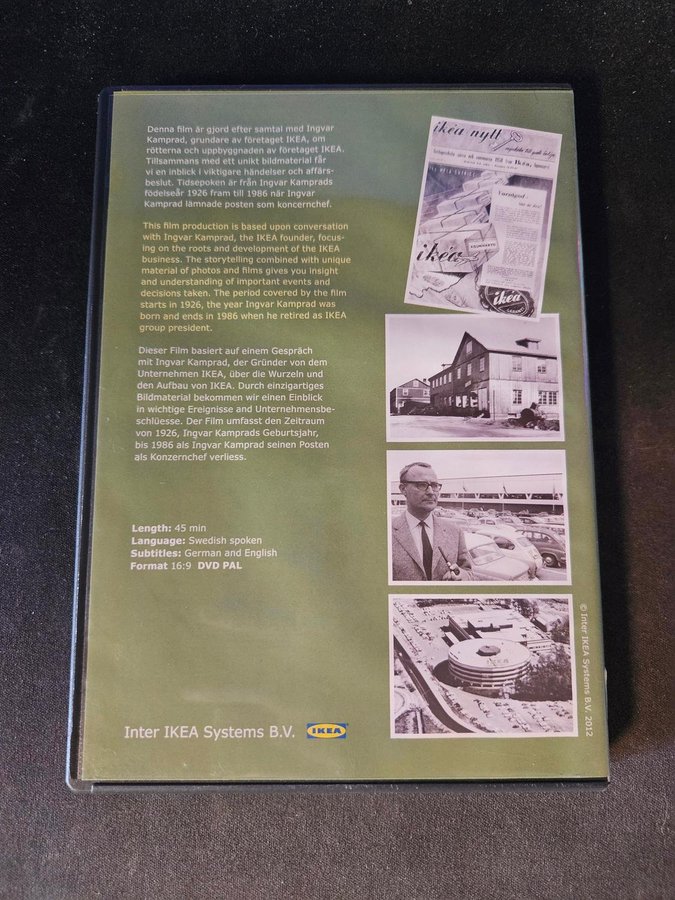 Denna film är gjord efter samtal med Ingvar
Kamprad, grundare av företaget IKEA, om
rötterna och uppbyggnaden av företaget IKEA.
Tillsammans med ett unikt bildmaterial får
vi en inblick i viktigare händelser och affärs-
beslut. Tidsepoken är från Ingvar Kamprads
födelseår 1926 fram till 1986 när Ingvar
Kamprad lämnade posten som koncernchef.
This film production is based upon conversation
with Ingvar Kamprad, the IKEA founder, focus-
ing on the roots and development of the IKEA
business. The storytelling combined with unique
material of photos and films gives you insight
and understanding of important events and
decisions taken. The period covered by the film
starts in 1926, the year Ingvar Kamprad was
born and ends in 1986 when he retired as IKEA
group president.
Dieser Film basiert auf einem Gespräch
mit Ingvar Kamprad, der Gründer von dem
Unternehmen IKEA, über die Wurzeln und
den Aufbau von IKEA. Durch einzigartiges
Bildmaterial bekommen wir einen Einblick
in wichtige Ereignisse und Unternehmensbe-
schlüesse. Der Film umfasst den Zeitraum
von 1926, Ingvar Kamprads Geburtsjahr,
bis 1986 als Ingvar Kamprad seinen Posten
als Konzernchef verliess.
Length: 45 min
Language: Swedish spoken
Subtitles: German and English
Format 16:9 DVD PAL
Inter IKEA Systems B.V. IKEA
ikéa nytt
ikéa
ikéa
© Inter IKEA Systems B.V. 2012